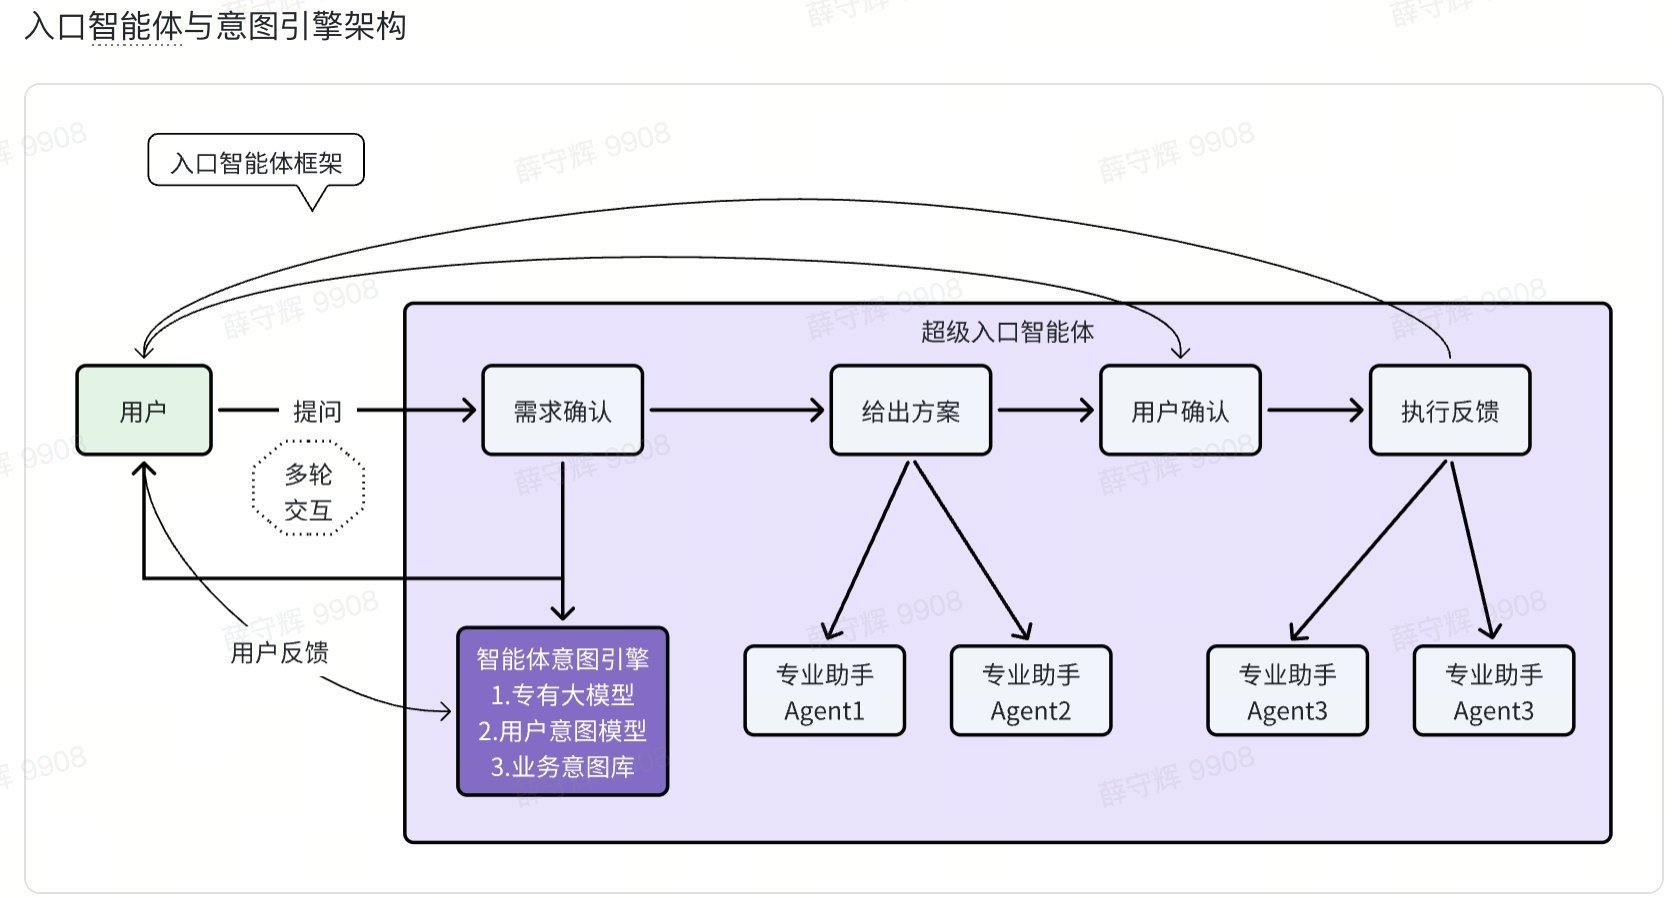 入口智能体与意图引擎架构
入口智能体框架
超级入口智能体
用户
提问
需求确认
给出方案
用户确认
执行反馈
多轮
交互
用户反馈
智能体意图引擎
1.专有大模型
2.用户意图模型
3.业务意图库
专业助手
Agent1
专业助手
Agent2
专业助手
Agent3
专业助手
Agent3
薛守辉 9908